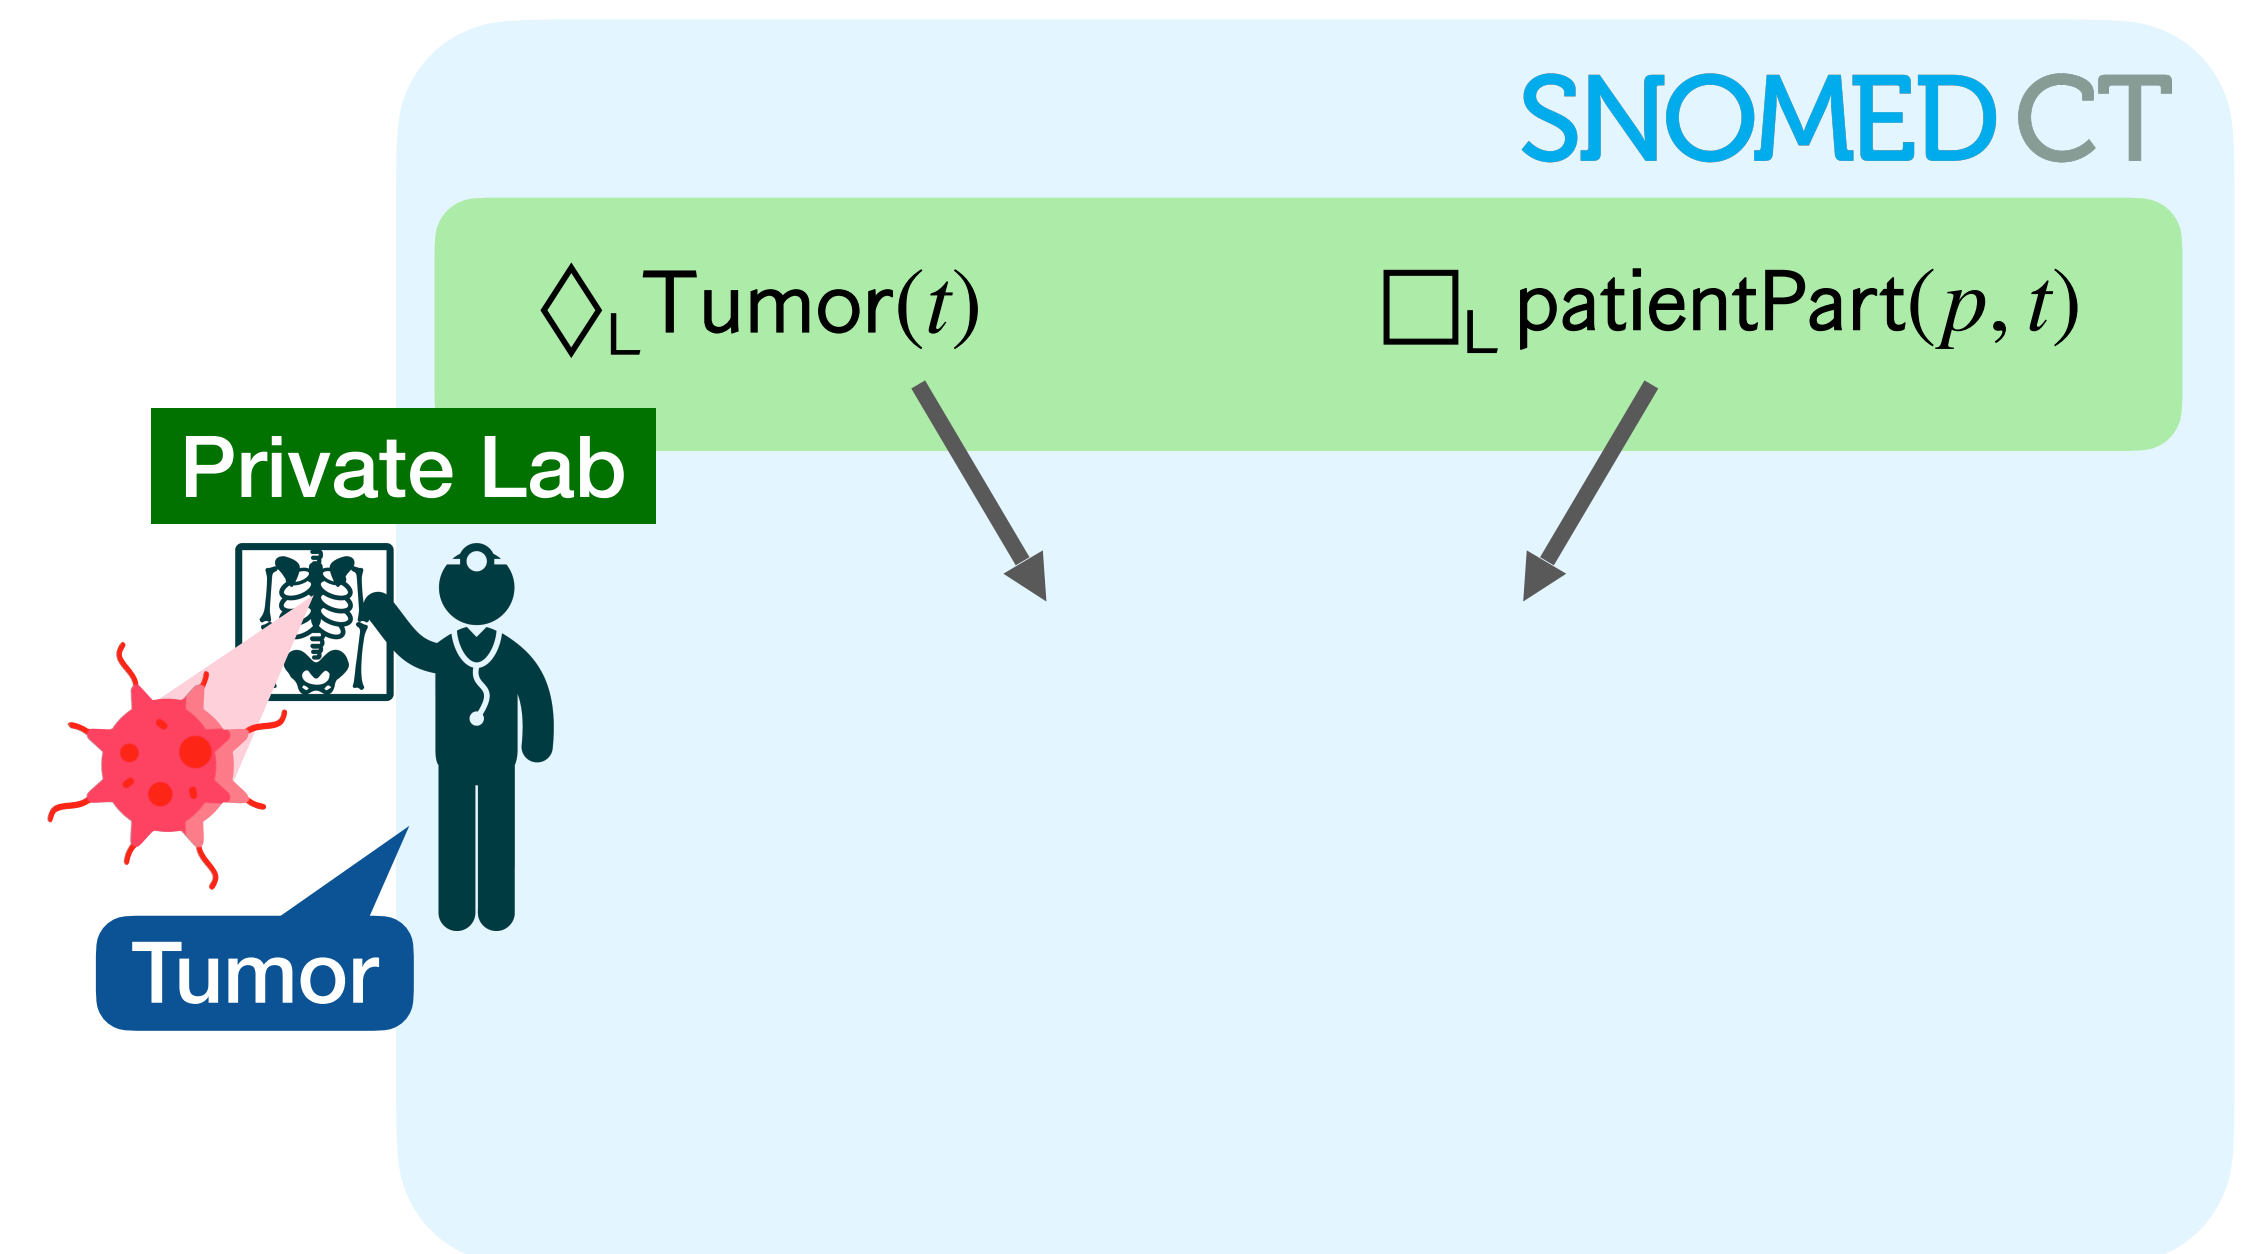 SNOMED CT
◇L Tumor(t)
□L patientPart(p, t)
Private Lab
Tumor